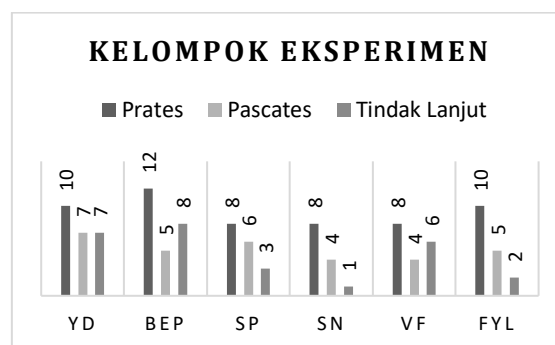 KELOMPOK EKSPERIMEN
Prates Pascates Tindak Lanjut
10 7 7 12 5 8 8 6 3 8 4 1 8 4 6 10 5 2
YD BEP SP SN VF FYL